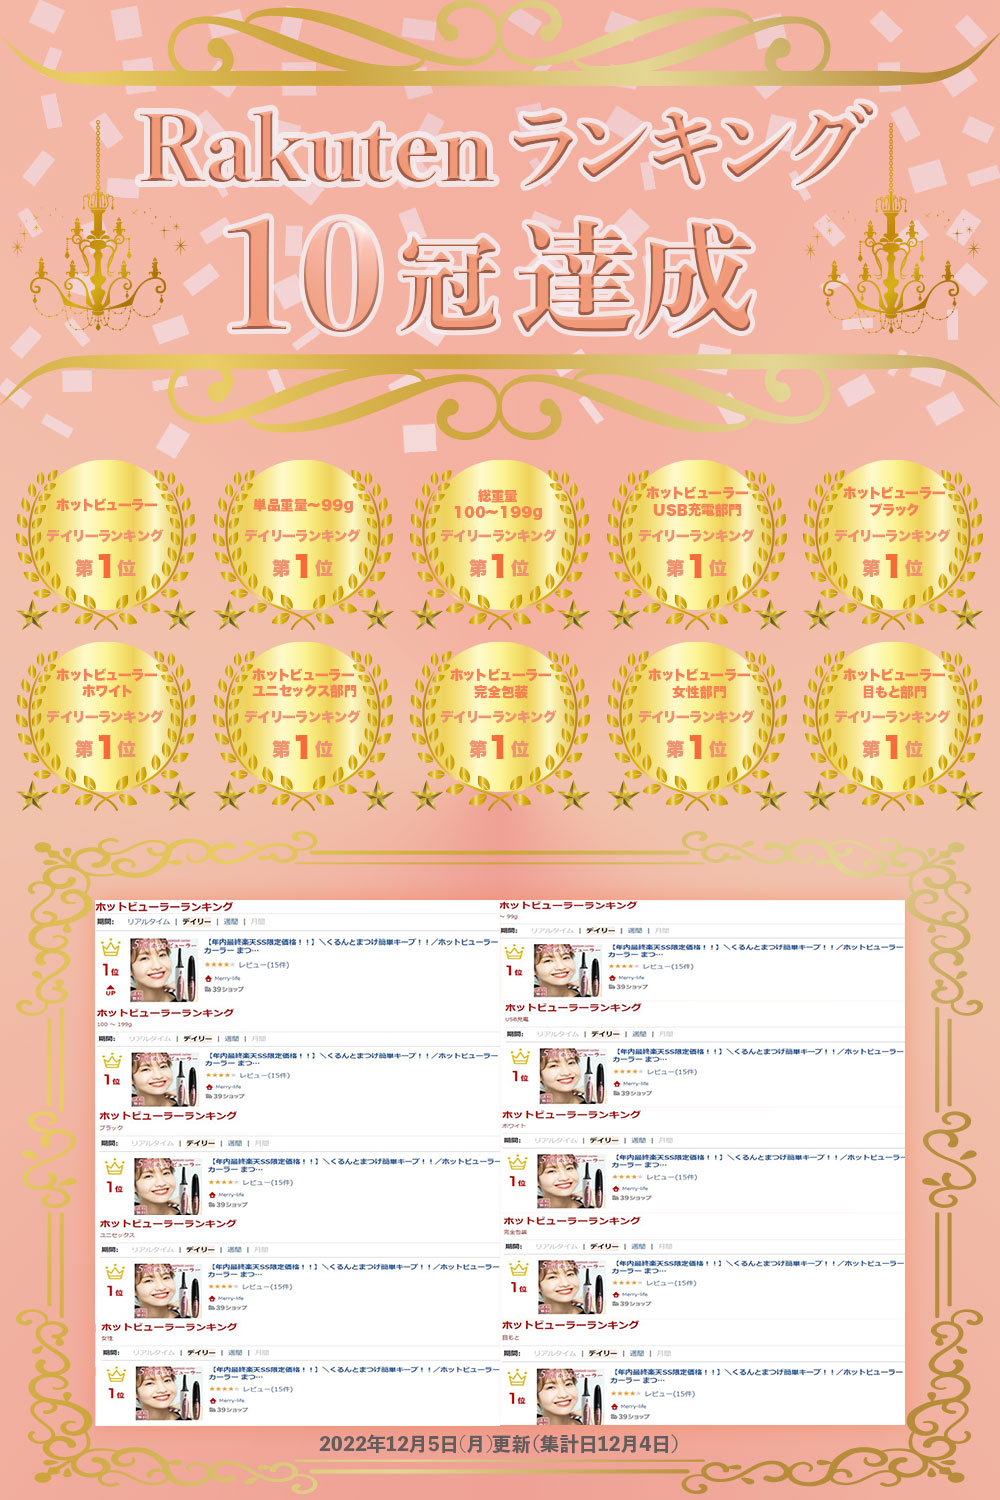 Rakuten ランキング
10冠達成
ホットビューラー
デイリーランキング
第1位
単品重量〜99g
デイリーランキング
第1位
総重量
100〜199g
デイリーランキング
第1位
ホットビューラー
USB充電部門
デイリーランキング
第1位
ホットビューラー
ブラック
デイリーランキング
第1位
ホットビューラー
ホワイト
デイリーランキング
第1位
ホットビューラー
ユニセックス部門
デイリーランキング
第1位
ホットビューラー
完全包装
デイリーランキング
第1位
ホットビューラー
女性部門
デイリーランキング
第1位
ホットビューラー
目もと部門
デイリーランキング
第1位
ホットビューラーランキング
期間: リアルタイム | デイリー | 週間 | 月間
1位
UP
【年内最終楽天SS限定価格！！】＼くるんとまつげ簡単キープ！！／ホットビューラー
カーラー まつ…
レビュー(15件)
Merry-life
39ショップ
ホットビューラーランキング
100 〜 199g
期間: リアルタイム | デイリー | 週間 | 月間
1位
【年内最終楽天SS限定価格！！】＼くるんとまつげ簡単キープ！！／ホットビューラー
カーラー まつ…
レビュー(15件)
Merry-life
39ショップ
ホットビューラーランキング
ブラック
期間: リアルタイム | デイリー | 週間 | 月間
1位
【年内最終楽天SS限定価格！！】＼くるんとまつげ簡単キープ！！／ホットビューラー
カーラー まつ…
レビュー(15件)
Merry-life
39ショップ
ホットビューラーランキング
ユニセックス
期間: リアルタイム | デイリー | 週間 | 月間
1位
【年内最終楽天SS限定価格！！】＼くるんとまつげ簡単キープ！！／ホットビューラー
カーラー まつ…
レビュー(15件)
Merry-life
39ショップ
ホットビューラーランキング
女性
期間: リアルタイム | デイリー | 週間 | 月間
1位
【年内最終楽天SS限定価格！！】＼くるんとまつげ簡単キープ！！／ホットビューラー
カーラー まつ…
レビュー(15件)
Merry-life
39ショップ
ホットビューラーランキング
〜 99g
期間: リアルタイム | デイリー | 週間 | 月間
1位
【年内最終楽天SS限定価格！！】＼くるんとまつげ簡単キープ！！／ホットビューラー
カーラー まつ…
レビュー(15件)
Merry-life
39ショップ
ホットビューラーランキング
USB充電
期間: リアルタイム | デイリー | 週間 | 月間
1位
【年内最終楽天SS限定価格！！】＼くるんとまつげ簡単キープ！！／ホットビューラー
カーラー まつ…
レビュー(15件)
Merry-life
39ショップ
ホットビューラーランキング
ホワイト
期間: リアルタイム | デイリー | 週間 | 月間
1位
【年内最終楽天SS限定価格！！】＼くるんとまつげ簡単キープ！！／ホットビューラー
カーラー まつ…
レビュー(15件)
Merry-life
39ショップ
ホットビューラーランキング
完全包装
期間: リアルタイム | デイリー | 週間 | 月間
1位
【年内最終楽天SS限定価格！！】＼くるんとまつげ簡単キープ！！／ホットビューラー
カーラー まつ…
レビュー(15件)
Merry-life
39ショップ
ホットビューラーランキング
目もと
期間: リアルタイム | デイリー | 週間 | 月間
1位
【年内最終楽天SS限定価格！！】＼くるんとまつげ簡単キープ！！／ホットビューラー
カーラー まつ…
レビュー(15件)
Merry-life
39ショップ
2022年12月5日(月)更新(集計日12月4日)